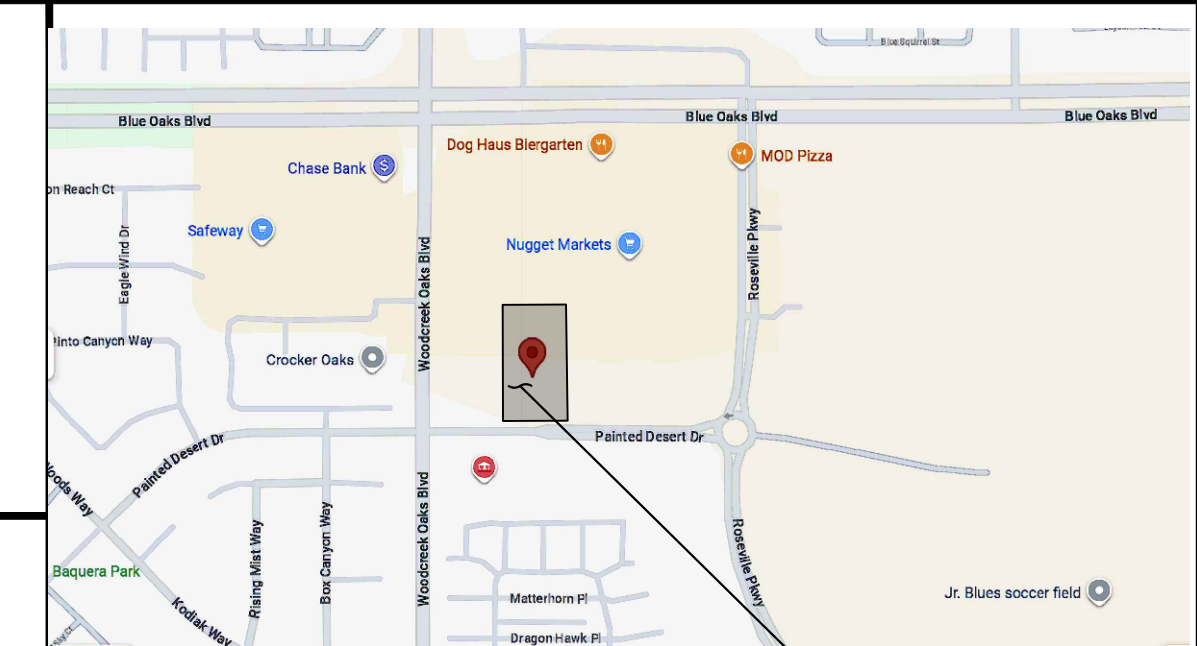 Blue Squirrel St
Blue Oaks Blvd
Blue Oaks Blvd
Blue Oaks Blvd
Dog Haus Biergarten
MOD Pizza
Chase Bank
$
on Reach Ct
Safeway
Nugget Markets
Eagle Wind Dr
Woodcreek Oaks Blvd
Roseville Pkwy
Pinto Canyon Way
Crocker Oaks
Painted Desert Dr
Painted Desert Dr
oods Way
Woodcreek Oaks Blvd
Rising Mist Way
Box Canyon Way
Roseville Pkwy
Baquera Park
Kodiak Way
Matterhorn Pl
Jr. Blues soccer field
Sky Ct
Dragon Hawk Pl